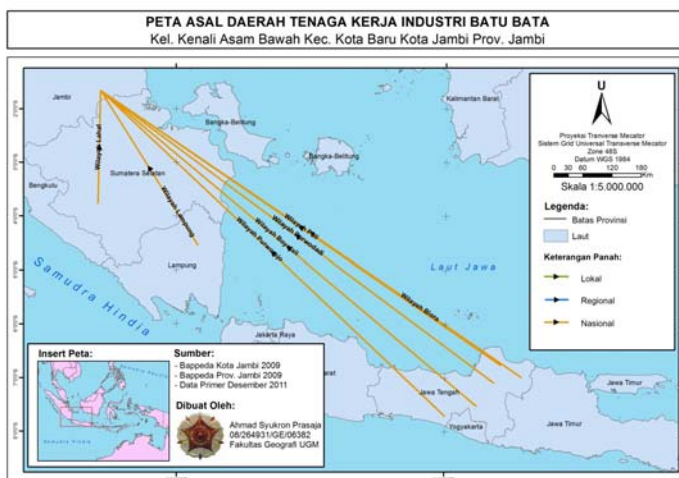 PETA ASAL DAERAH TENAGA KERJA INDUSTRI BATU BATA
Kel. Kenali Asam Bawah Kec. Kota Baru Kota Jambi Prov. Jambi
Jambi
Bangka-Belitung
Kalimantan Barat
Bangka-Belitung
Wilayah Lahat
Sumatera Selatan
Bengkulu
Wilayah Lampung
Lampung
Wilayah Pati
Wilayah
Wilayah
Wilayah
Wilayah Blora
Laut Jawa
Samudra Hindia
Jakarta Raya
Jawa Tengah
Yogyakarta
Jawa Timur
Jawa Timur
U
Proyeksi Tranverse Mecator
Sistem Grid Universal Transverse Mecator
Zone 48S
Datum WGS 1984
0 30 60 120 180
Km
Skala 1:5.000.000
Legenda:
Batas Provinsi
Laut
Keterangan Panah:
Lokal
Regional
Nasional
Insert Peta:
Sumber:
- Bappeda Kota Jambi 2009
- Bappeda Prov. Jambi 2009
- Data Primer Desember 2011
Dibuat Oleh:
Ahmad Syukron Prasaja
08/264931/GE/06382
Fakultas Geografi UGM